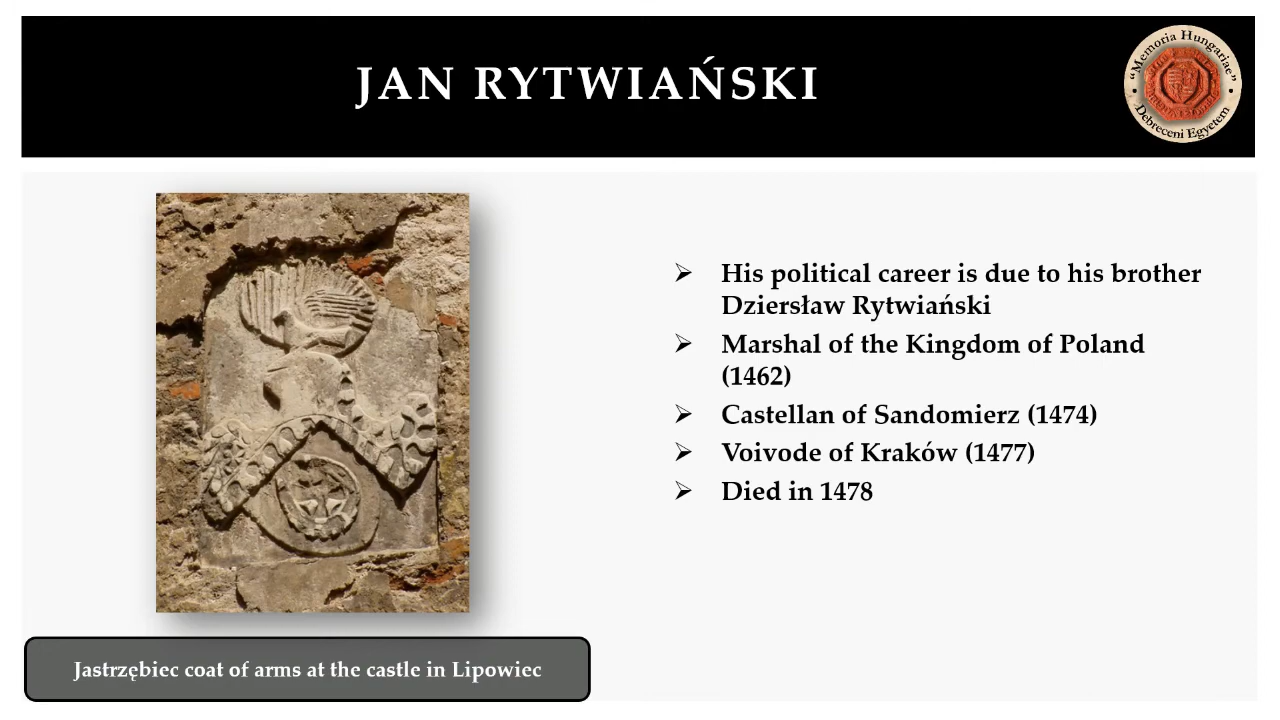 JAN RYTWIAŃSKI
"Memoria Hungariae"
Debreceni Egyetem
➢ His political career is due to his brother
Dziersław Rytwiański
➢ Marshal of the Kingdom of Poland
(1462)
➢ Castellan of Sandomierz (1474)
➢ Voivode of Kraków (1477)
➢ Died in 1478
Jastrzębiec coat of arms at the castle in Lipowiec